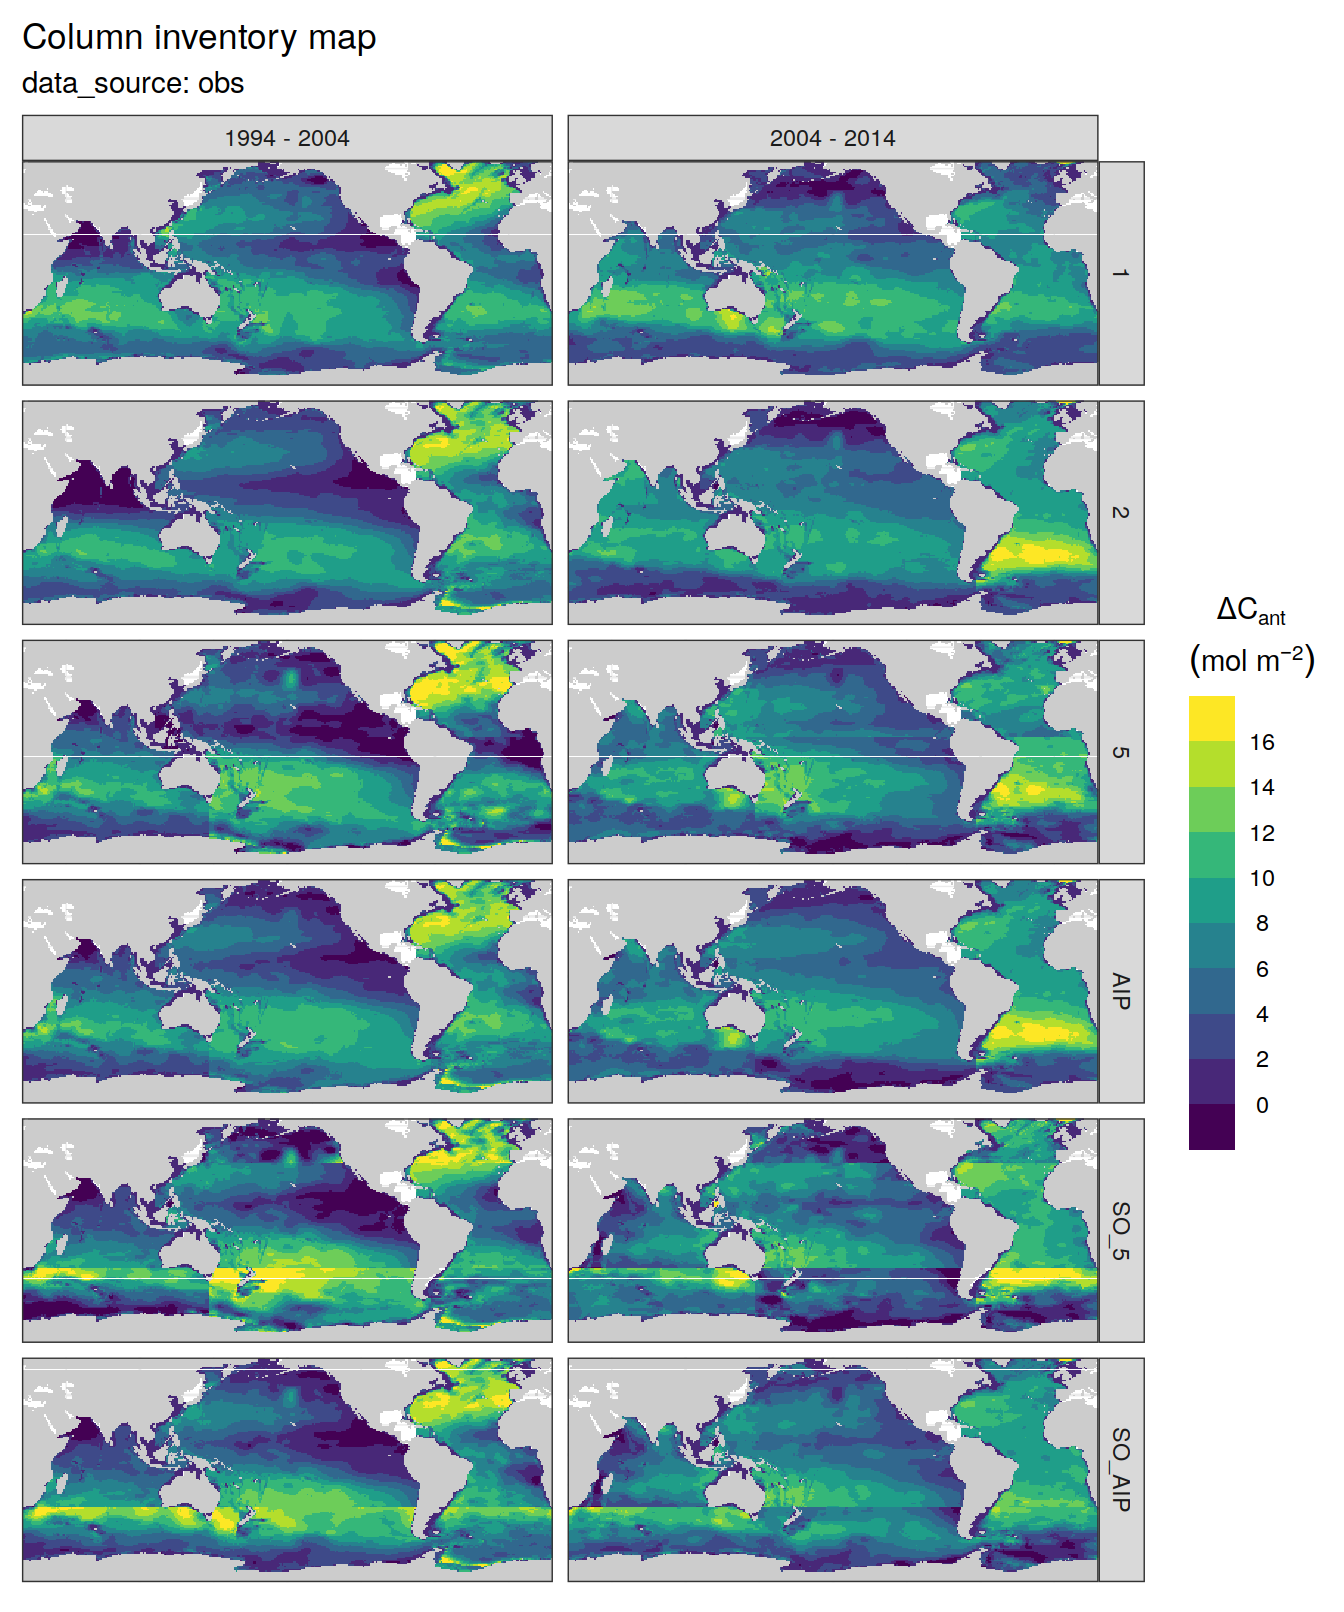 Column inventory map
data_source: obs
1994 - 2004
2004 - 2014
1
2
5
AIP
SO_5
SO_AIP
ΔCant
(mol m−2)
16
14
12
10
8
6
4
2
0